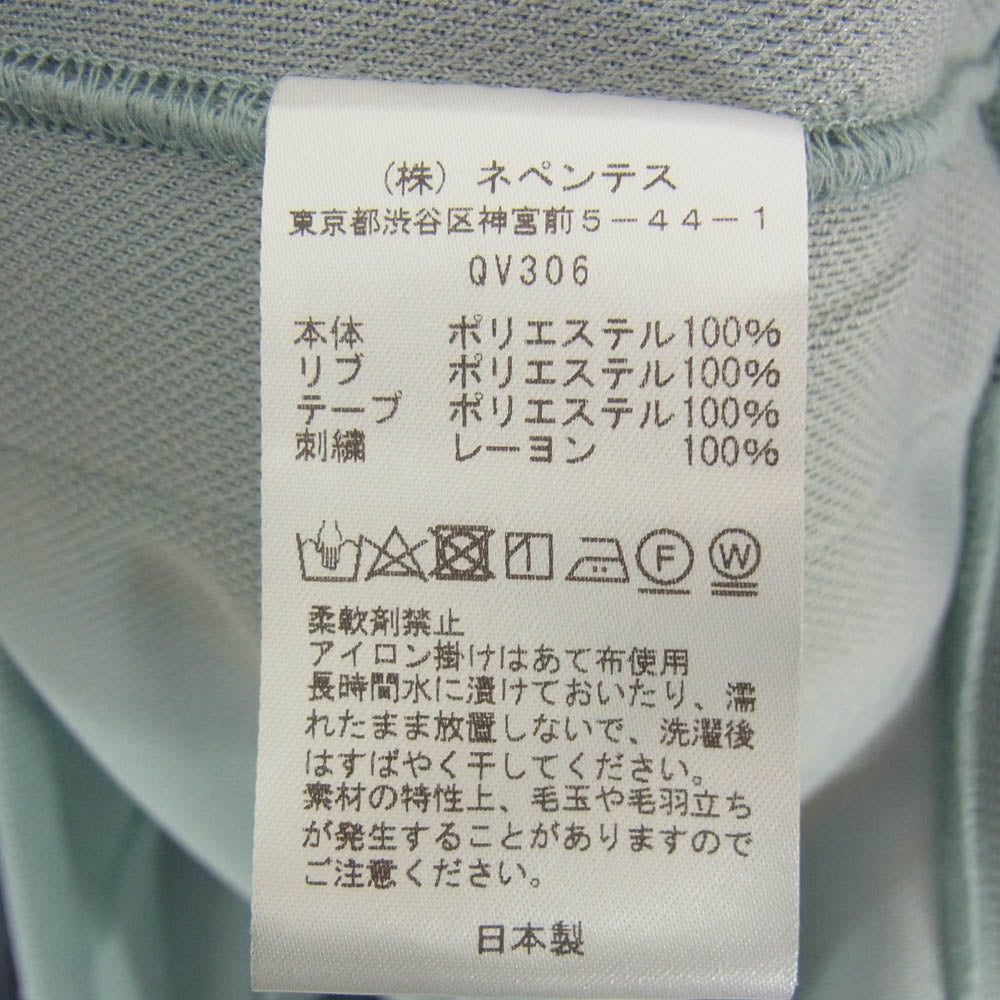 (株) ネペンテス
東京都渋谷区神宮前5-44-1
QV306
本体 ポリエステル100%
リブ ポリエステル100%
テープ ポリエステル100%
刺繍 レーヨン 100%
F W
柔軟剤禁止
アイロン掛けはあて布使用
長時間水に漬けておいたり、濡
れたまま放置しないで、洗濯後
はすばやく干してください。
素材の特性上、毛玉や毛羽立ち
が発生することがありますので
ご注意ください。
日本製